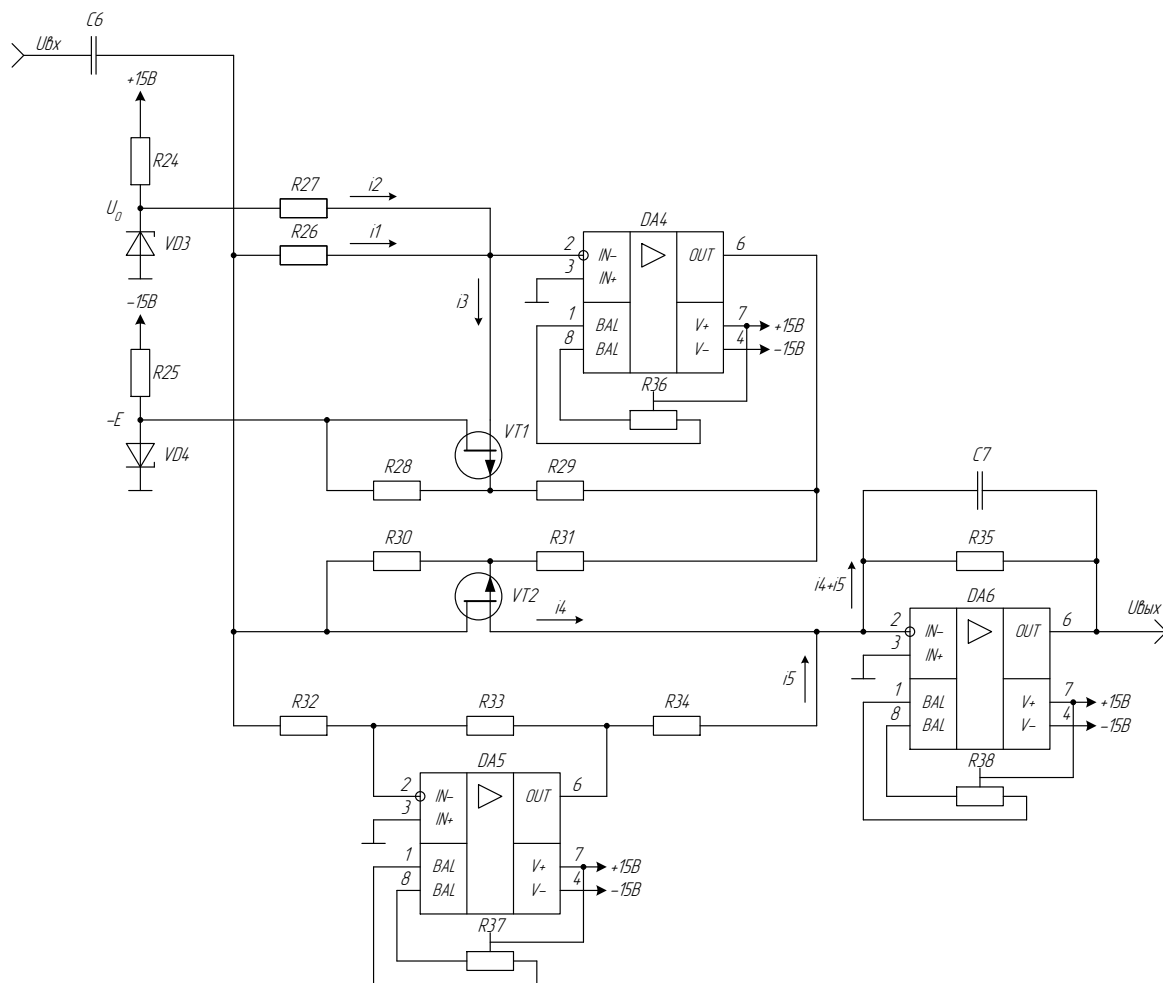 C6
Uвх
+15В
R24
R27
i2
U0
DA4
VD3
R26
i1
2
IN-
OUT
6
3
IN+
-15В
i3
1
BAL
V+
7
+15В
8
BAL
V-
4
-15В
R25
R36
-E
VT1
VD4
R28
R29
C7
R30
R31
R35
VT2
i4
i4+i5
DA6
2
IN-
OUT
6
Uвых
3
IN+
i5
R32
R33
R34
1
BAL
V+
7
+15В
8
BAL
V-
4
-15В
DA5
R38
2
IN-
OUT
6
3
IN+
1
BAL
V+
7
+15В
8
BAL
V-
4
-15В
R37